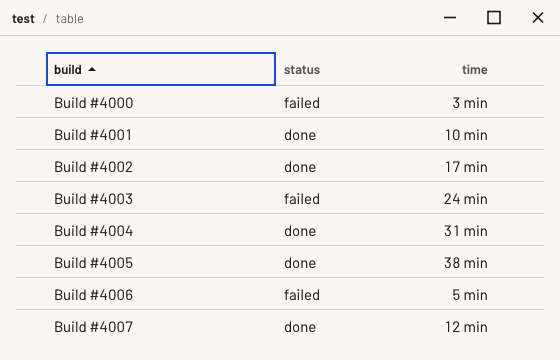 test / table
build status time
Build #4000 failed 3 min
Build #4001 done 10 min
Build #4002 done 17 min
Build #4003 failed 24 min
Build #4004 done 31 min
Build #4005 done 38 min
Build #4006 failed 5 min
Build #4007 done 12 min